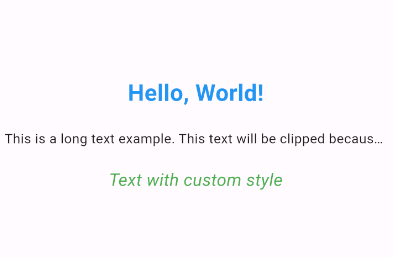 Hello, World!
This is a long text example. This text will be clipped becaus...
Text with custom style